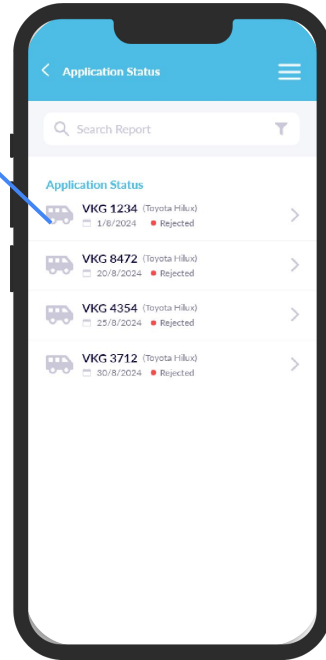 Application Status
Search Report
Application Status
VKG 1234 (Toyota Hilux)
1/8/2024 Rejected
VKG 8472 (Toyota Hilux)
20/8/2024 Rejected
VKG 4354 (Toyota Hilux)
25/8/2024 Rejected
VKG 3712 (Toyota Hilux)
30/8/2024 Rejected